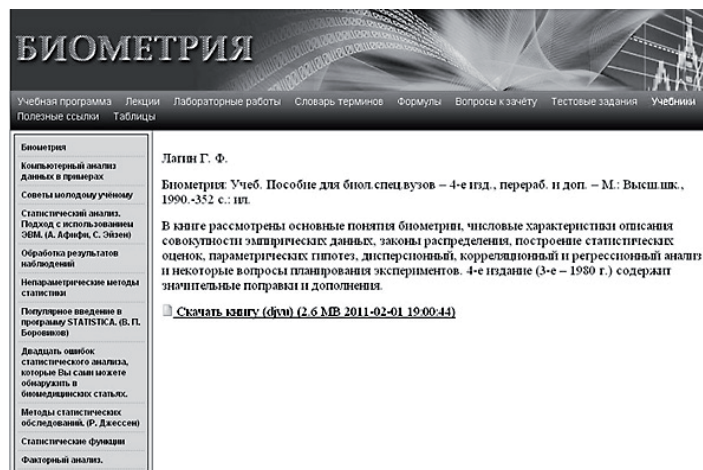 БИОМЕТРИЯ
Учебная программа Лекции Лабораторные работы Словарь терминов Формулы Вопросы к зачёту Тестовые задания Учебники
Полезные ссылки Таблицы
Биометрия
Компьютерный анализ
данных в примерах
Советы молодому учёному
Статистический анализ.
Подход с использованием
ЭВМ. (А. Афифи, С. Эйзен)
Обработка результатов
наблюдений
Непараметрические методы
статистики
Популярное введение в
программу STATISTICA. (В. П.
Боровиков)
Двадцать ошибок
статистического анализа,
которые Вы сами можете
обнаружить в
биомедицинских статьях.
Методы статистических
обследований. (Р. Джессен)
Статистические функции
Факторный анализ.
Лагин Г. Ф.
Биометрия: Учеб. Пособие для биол.спец.вузов – 4-е изд., перераб. и доп. – М.: Высш.шк.,
1990.-352 с.: ил.
В книге рассмотрены основные понятия биометрии, числовые характеристики описания
совокупности эмпирических данных, законы распределения, построение статистических
оценок, параметрических гипотез, дисперсионный, корреляционный и регрессионный анализ
и некоторые вопросы планирования экспериментов. 4-е издание (3-е – 1980 г.) содержит
значительные поправки и дополнения.
Скачать книгу (djvu) (2.6 MB 2011-02-01 19:00:44)